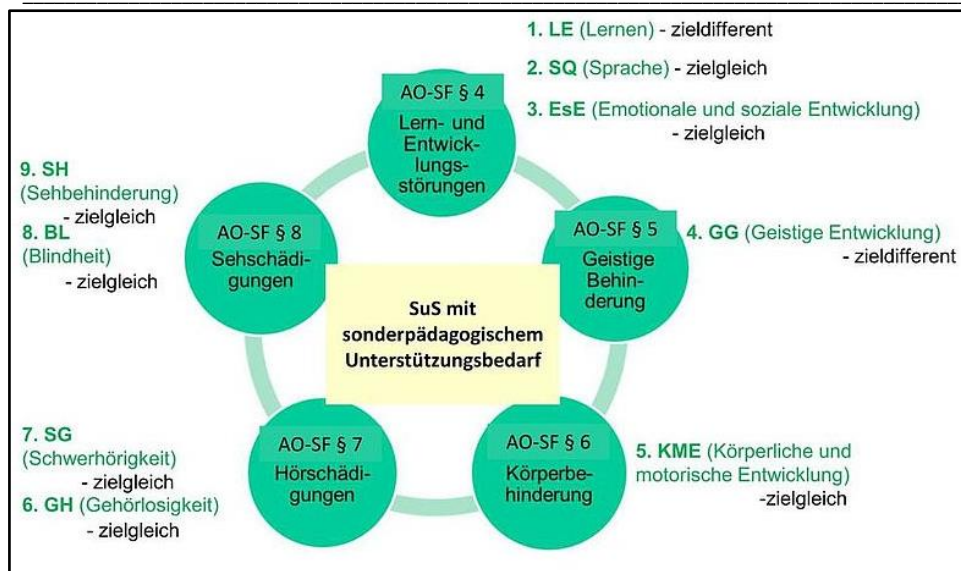 1. LE (Lernen) - zieldifferent
2. SQ (Sprache) - zielgleich
3. EsE (Emotionale und soziale Entwicklung)
- zielgleich
AO-SF § 4
Lern- und
Entwick-
lungs-
störungen
9. SH
(Sehbehinderung)
- zielgleich
8. BL
(Blindheit)
- zielgleich
AO-SF § 8
Sehschädi-
gungen
AO-SF § 5
Geistige
Behin-
derung
4. GG (Geistige Entwicklung)
- zieldifferent
SuS mit
sonderpädagogischem
Unterstützungsbedarf
7. SG
(Schwerhörigkeit)
- zielgleich
6. GH (Gehörlosigkeit)
- zielgleich
AO-SF § 7
Hörschädi-
gungen
AO-SF § 6
Körperbe-
hinderung
5. KME (Körperliche und
motorische Entwicklung)
-zielgleich